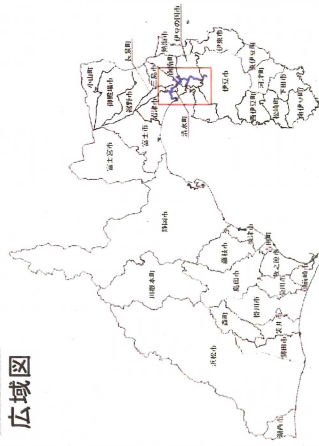 広域図
小山町
御殿場市
裾野市
長泉町
三島市
函南町
熱海市
伊豆の国市
沼津市
清水町
伊東市
伊豆市
東伊豆町
河津町
西伊豆町
松崎町
下田市
南伊豆町
富士市
富士宮市
静岡市
川根本町
藤枝市
焼津市
島田市
吉田町
牧之原市
菊川市
御前崎市
掛川市
森町
袋井市
磐田市
浜松市
湖西市